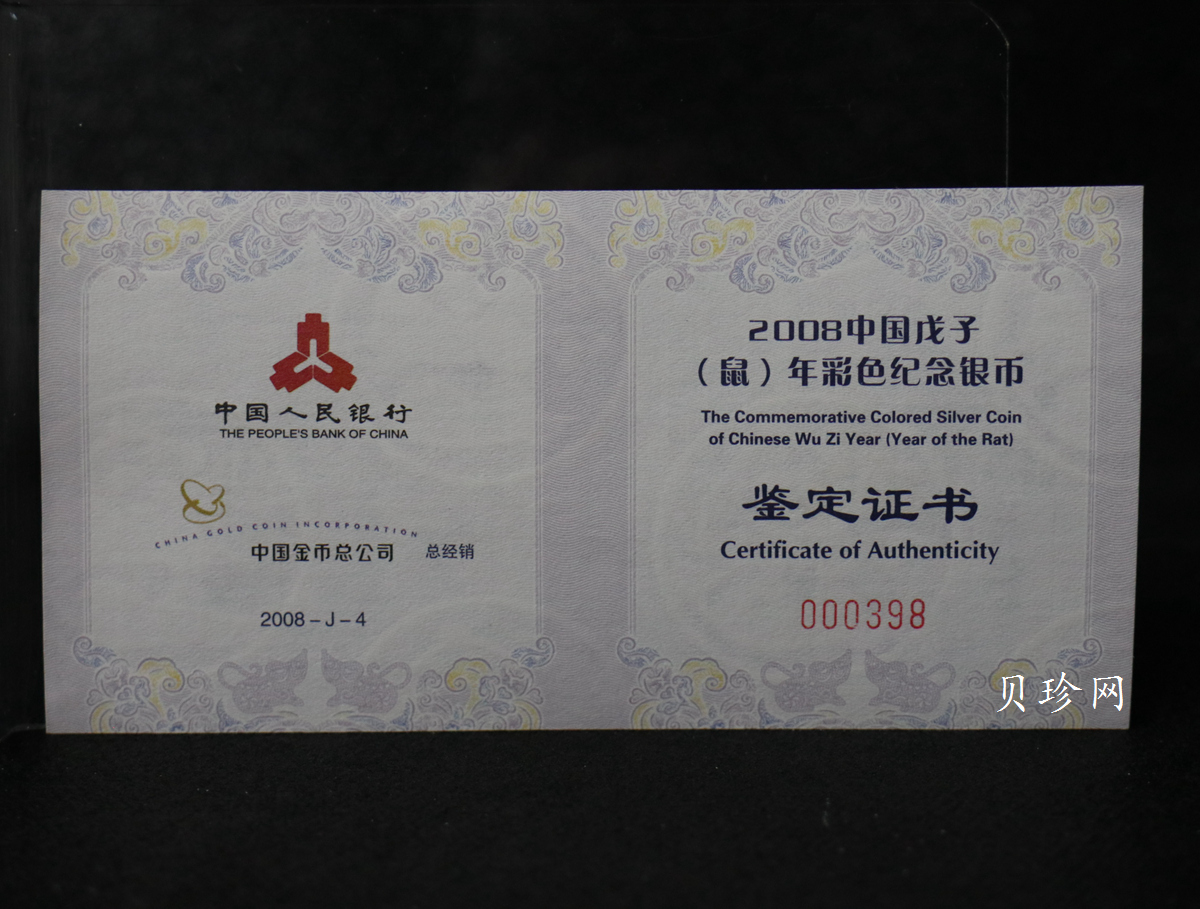 中国人民银行
THE PEOPLE'S BANK OF CHINA
CHINA GOLD COIN INCORPORATION
中国金币总公司 总经销
2008-J-4
2008中国戊子
（鼠）年彩色纪念银币
The Commemorative Colored Silver Coin
of Chinese Wu Zi Year (Year of the Rat)
鉴定证书
Certificate of Authenticity
000398
贝珍网